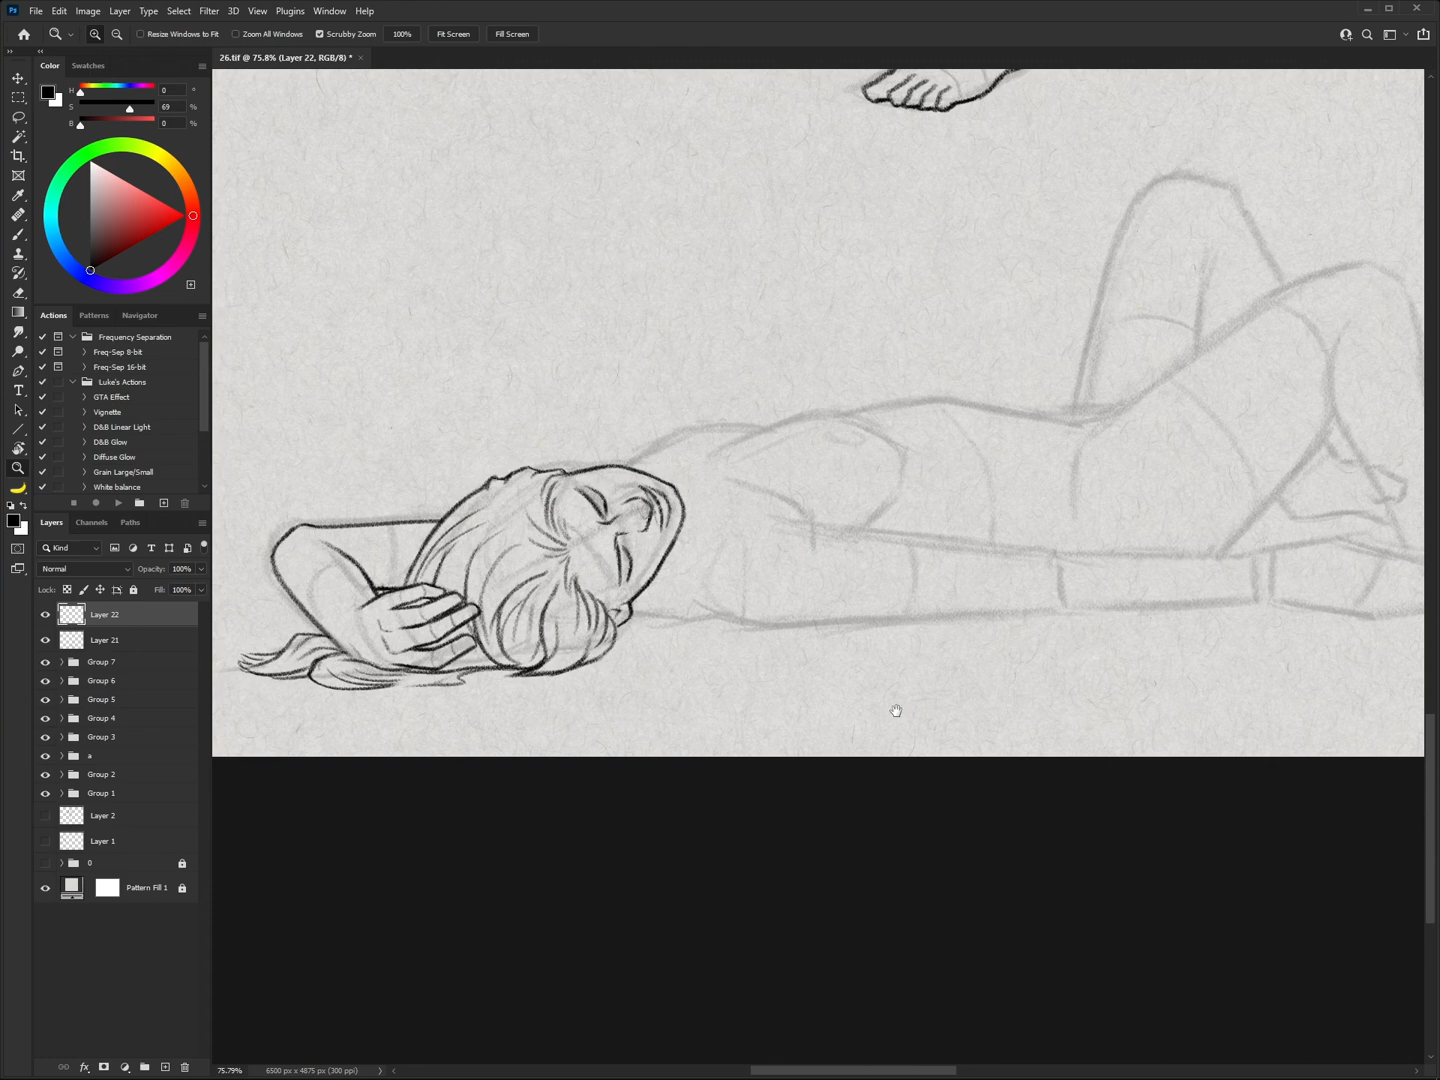 Ps File Edit Image Layer Type Select Filter 3D View Plugins Window Help
Resize Windows to Fit Zoom All Windows Scrubby Zoom 100% Fit Screen Fill Screen
26.tif @ 75.8% (Layer 22, RGB/8) *
Color Swatches
H 0 °
S 69 %
B 0 %
Actions Patterns Navigator
Frequency Separation
Freq-Sep 8-bit
Freq-Sep 16-bit
Luke's Actions
GTA Effect
Vignette
D&B Linear Light
D&B Glow
Diffuse Glow
Grain Large/Small
White balance
Layers Channels Paths
Kind
Normal Opacity: 100%
Lock: Fill: 100%
Layer 22
Layer 21
Group 7
Group 6
Group 5
Group 4
Group 3
a
Group 2
Group 1
Layer 2
Layer 1
0
Pattern Fill 1
fx
75.79% 6500 px x 4875 px (300 ppi)